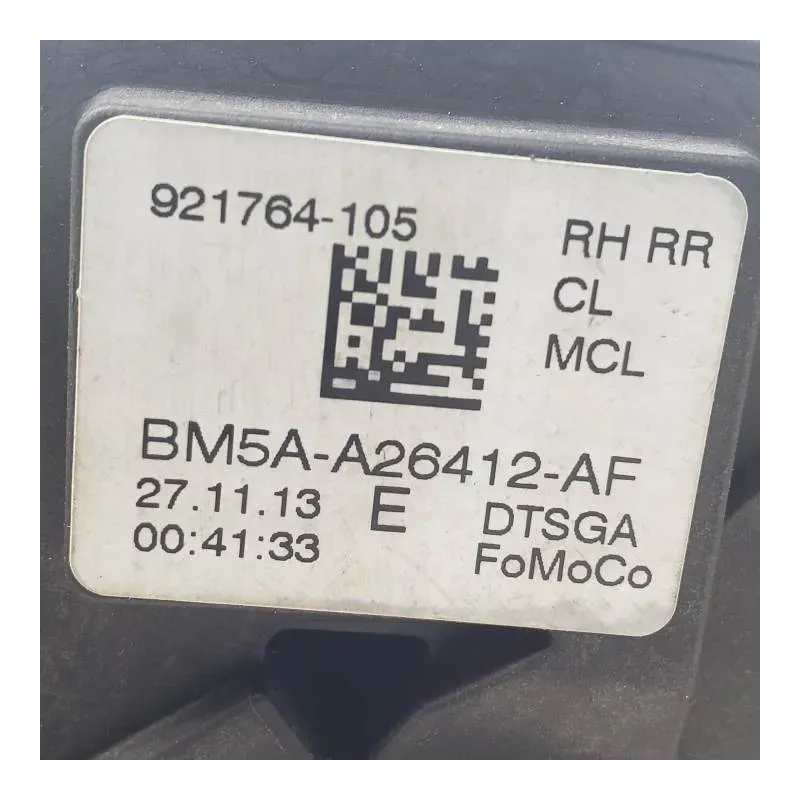 921764-105
RH RR
CL
MCL
BM5A-A26412-AF
27.11.13
E
DTSGA
00:41:33
FoMoCo